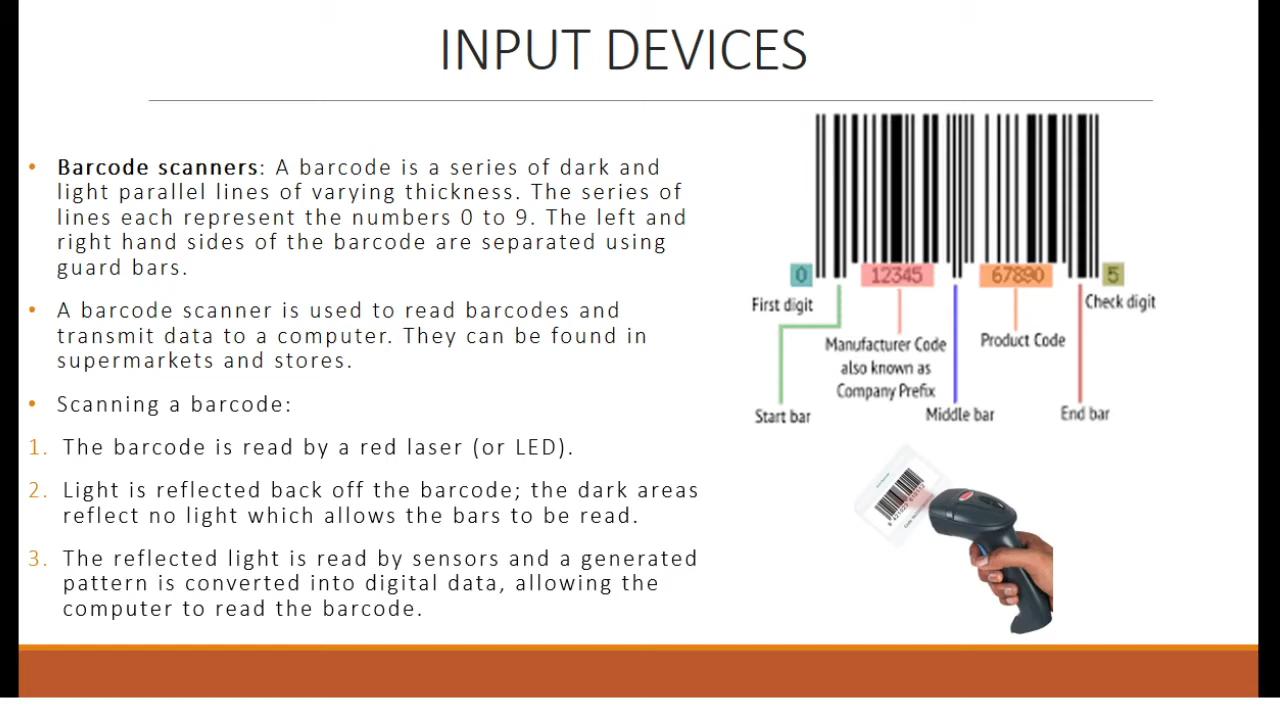 INPUT DEVICES
• Barcode scanners: A barcode is a series of dark and
light parallel lines of varying thickness. The series of
lines each represent the numbers 0 to 9. The left and
right hand sides of the barcode are separated using
guard bars.
• A barcode scanner is used to read barcodes and
transmit data to a computer. They can be found in
supermarkets and stores.
• Scanning a barcode:
1. The barcode is read by a red laser (or LED).
2. Light is reflected back off the barcode; the dark areas
reflect no light which allows the bars to be read.
3. The reflected light is read by sensors and a generated
pattern is converted into digital data, allowing the
computer to read the barcode.
0 12345 67890 5
First digit
Check digit
Manufacturer Code
also known as
Company Prefix
Product Code
Start bar
Middle bar
End bar